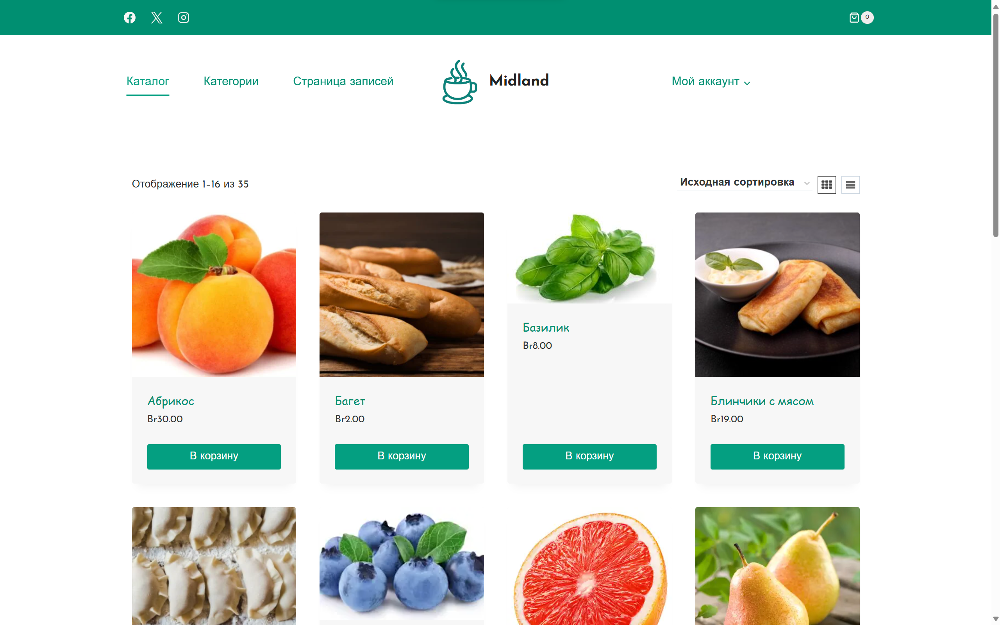 0
Каталог
Категории
Страница записей
Midland
Мой аккаунт
Отображение 1–16 из 35
Исходная сортировка
Абрикос
Br30.00
В корзину
Багет
Br2.00
В корзину
Базилик
Br8.00
В корзину
Блинчики с мясом
Br19.00
В корзину